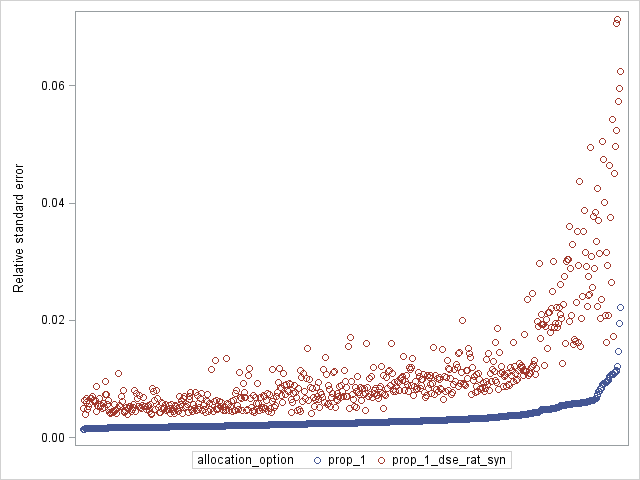 0.06
0.04
0.02
0.00
Relative standard error
allocation_option prop_1 prop_1_dse_rat_syn